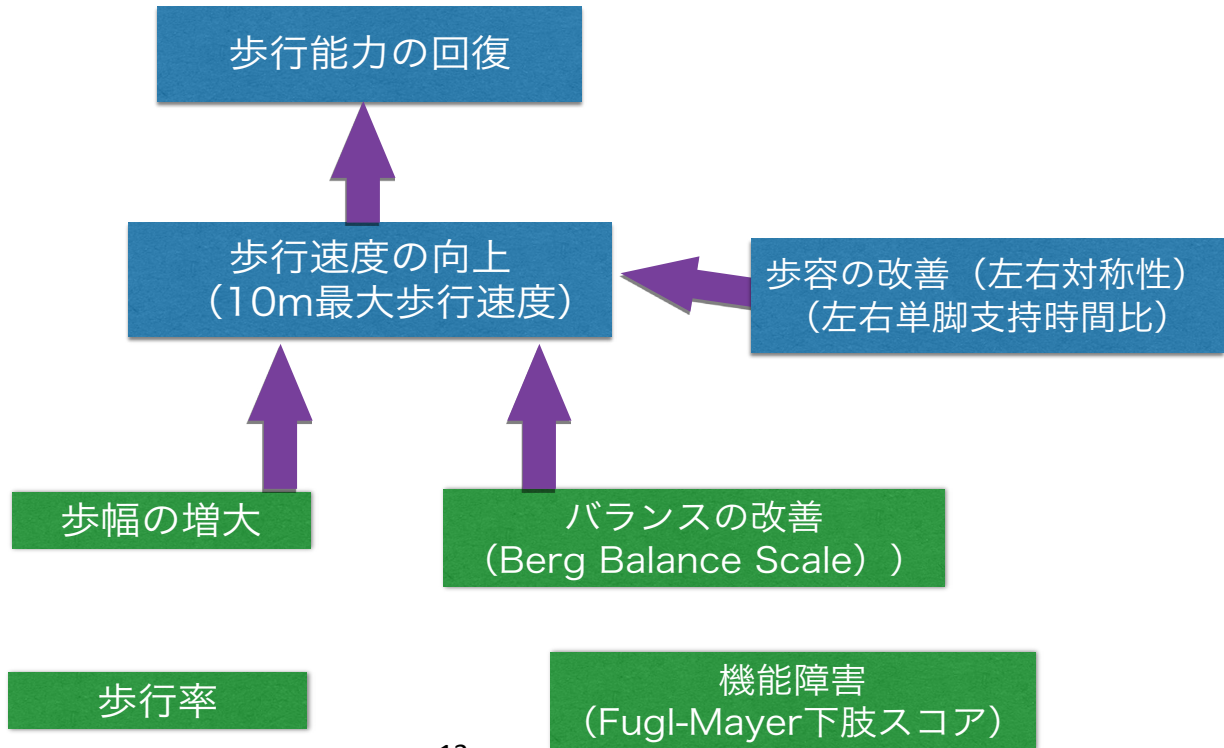 歩行能力の回復
歩行速度の向上
（10m最大歩行速度）
歩容の改善（左右対称性）
（左右単脚支持時間比）
歩幅の増大
バランスの改善
（Berg Balance Scale））
歩行率
機能障害
（Fugl-Mayer下肢スコア）